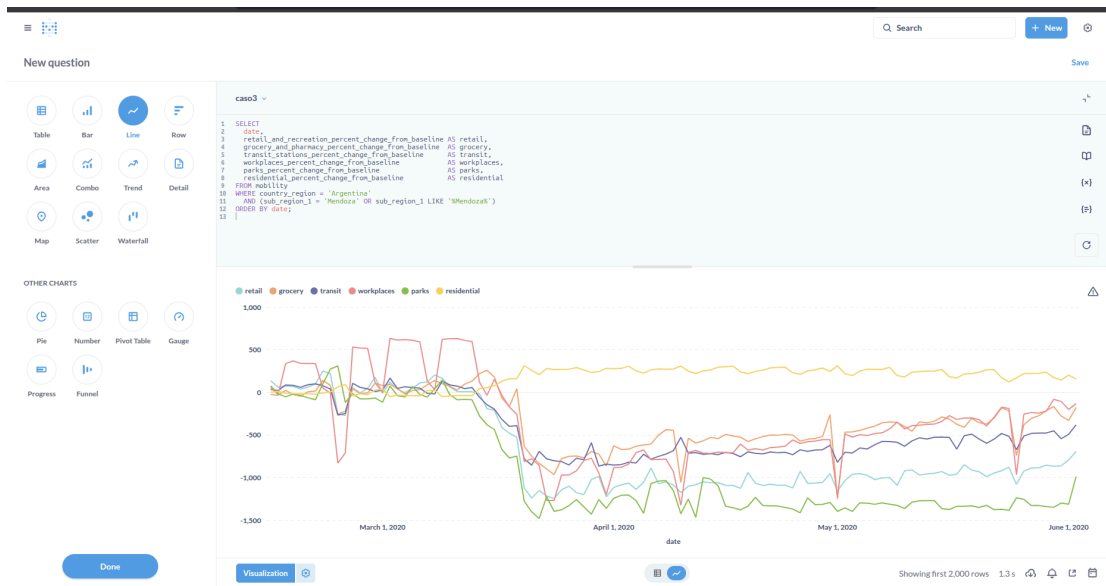 Search
+ New
New question
Save
Table
Bar
Line
Row
Area
Combo
Trend
Detail
Map
Scatter
Waterfall
OTHER CHARTS
Pie
Number
Pivot Table
Gauge
Progress
Funnel
Done
caso3
1 SELECT
2 date,
3 retail_and_recreation_percent_change_from_baseline AS retail,
4 grocery_and_pharmacy_percent_change_from_baseline AS grocery,
5 transit_stations_percent_change_from_baseline AS transit,
6 workplaces_percent_change_from_baseline AS workplaces,
7 parks_percent_change_from_baseline AS parks,
8 residential_percent_change_from_baseline AS residential
9 FROM mobility
10 WHERE country_region = 'Argentina'
11 AND (sub_region_1 = 'Mendoza' OR sub_region_1 LIKE '%Mendoza%')
12 ORDER BY date;
13
retail grocery transit workplaces parks residential
1,000
500
0
-500
-1,000
-1,500
March 1, 2020
April 1, 2020
May 1, 2020
June 1, 2020
date
Visualization
Showing first 2,000 rows 1.3 s